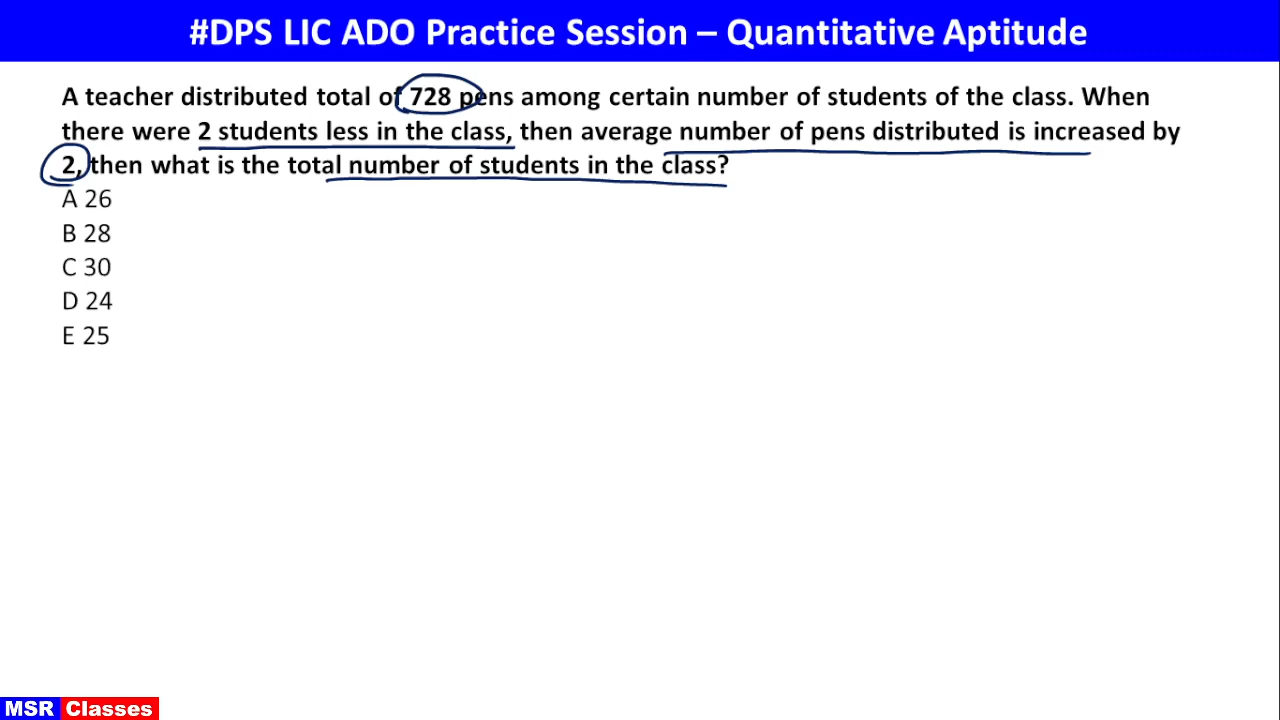 #DPS LIC ADO Practice Session – Quantitative Aptitude
A teacher distributed total of 728 pens among certain number of students of the class. When
there were 2 students less in the class, then average number of pens distributed is increased by
2, then what is the total number of students in the class?
A 26
B 28
C 30
D 24
E 25
MSR Classes